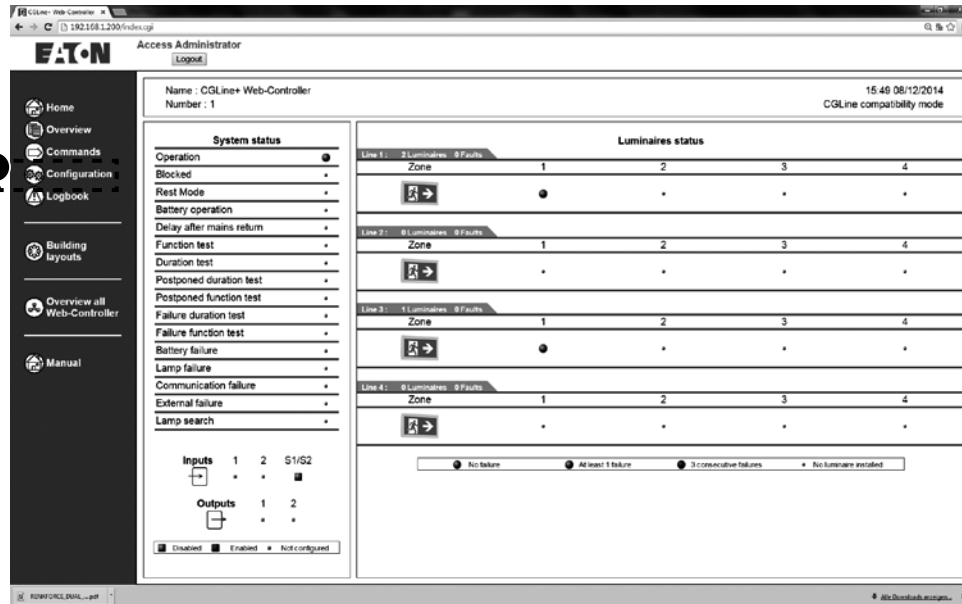 CGLine+ Web-Controller
192.168.1.200/index.cgi
EATON
Access Administrator
Logout
Home
Overview
Commands
Configuration
Logbook
Building layouts
Overview all Web-Controller
Manual
Name : CGLine+ Web-Controller
Number : 1
15:49 08/12/2014
CGLine compatibility mode
System status
Operation
Blocked
Rest Mode
Battery operation
Delay after mains return
Function test
Duration test
Postponed duration test
Postponed function test
Failure duration test
Failure function test
Battery failure
Lamp failure
Communication failure
External failure
Lamp search
Inputs 1 2 S1/S2
Outputs 1 2
Disabled Enabled Not configured
Luminaires status
Line 1 : 2 Luminaires 0 Faults
Zone 1 2 3 4
Line 2 : 0 Luminaires 0 Faults
Zone 1 2 3 4
Line 3 : 1 Luminaires 0 Faults
Zone 1 2 3 4
Line 4 : 0 Luminaires 0 Faults
Zone 1 2 3 4
No failure At least 1 failure 3 consecutive failures No luminaire installed
Alle Downloads anzeigen...